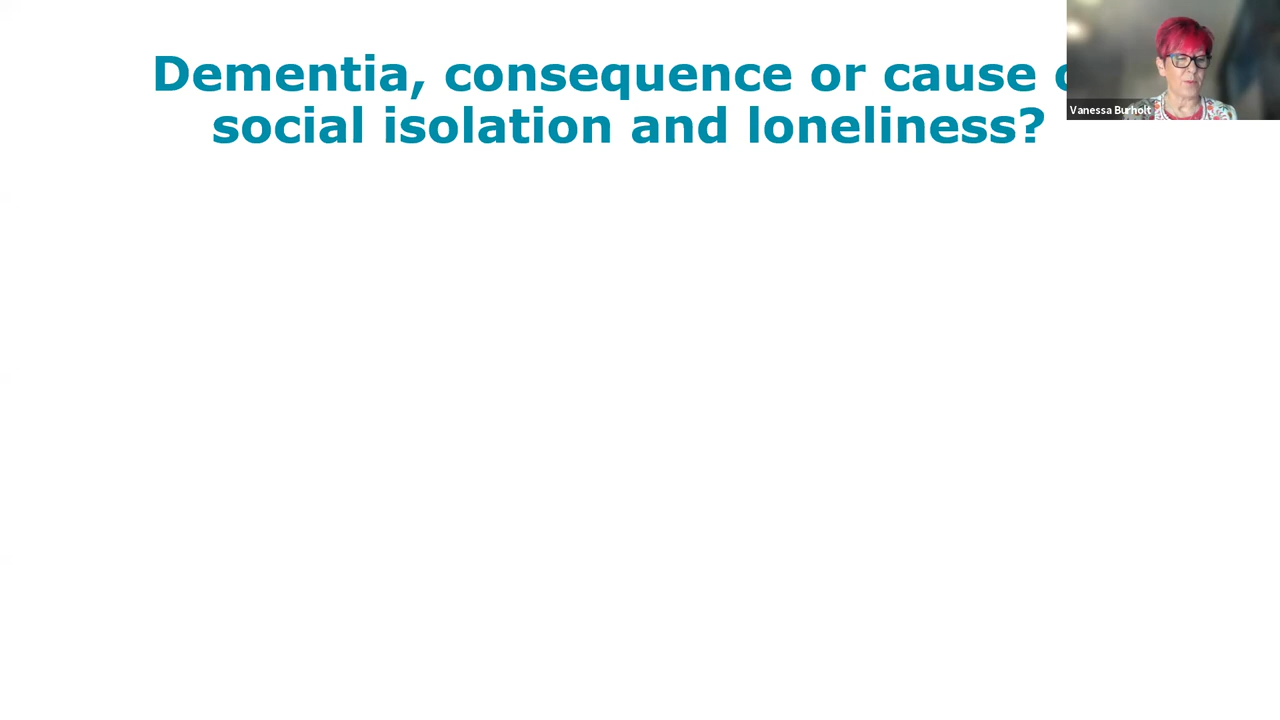 Dementia, consequence or cause
social isolation and loneliness?
Vanessa Burholt